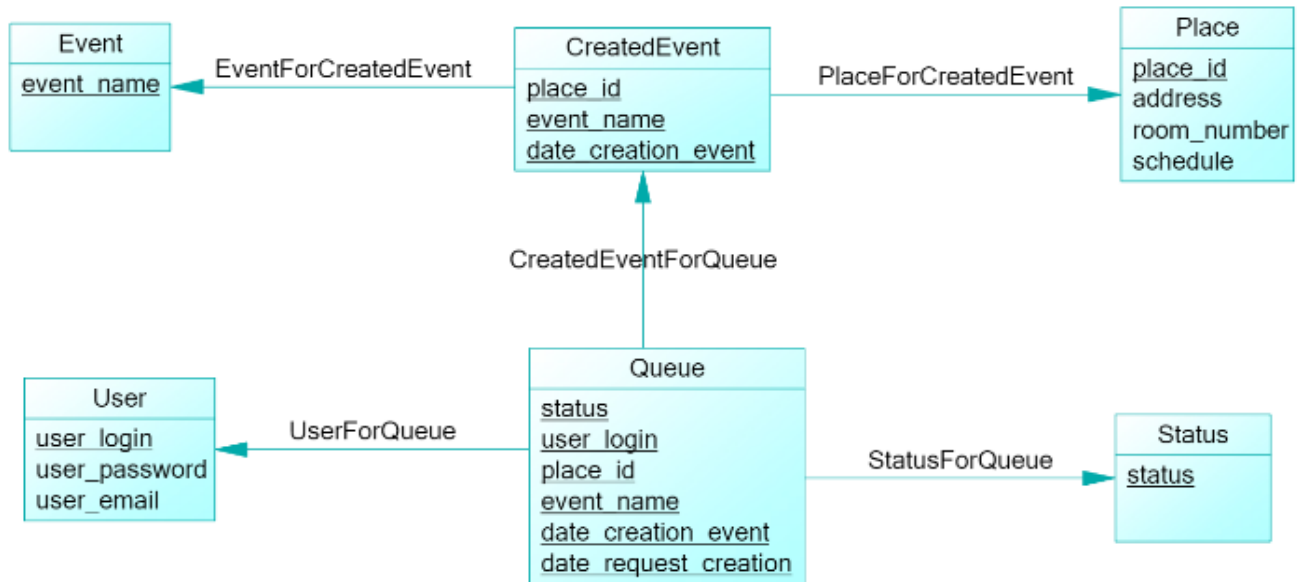 Event
event_name
EventForCreatedEvent
CreatedEvent
place_id
event_name
date_creation_event
PlaceForCreatedEvent
Place
place_id
address
room_number
schedule
CreatedEventForQueue
User
user_login
user_password
user_email
UserForQueue
Queue
status
user_login
place_id
event_name
date_creation_event
date_request_creation
StatusForQueue
Status
status